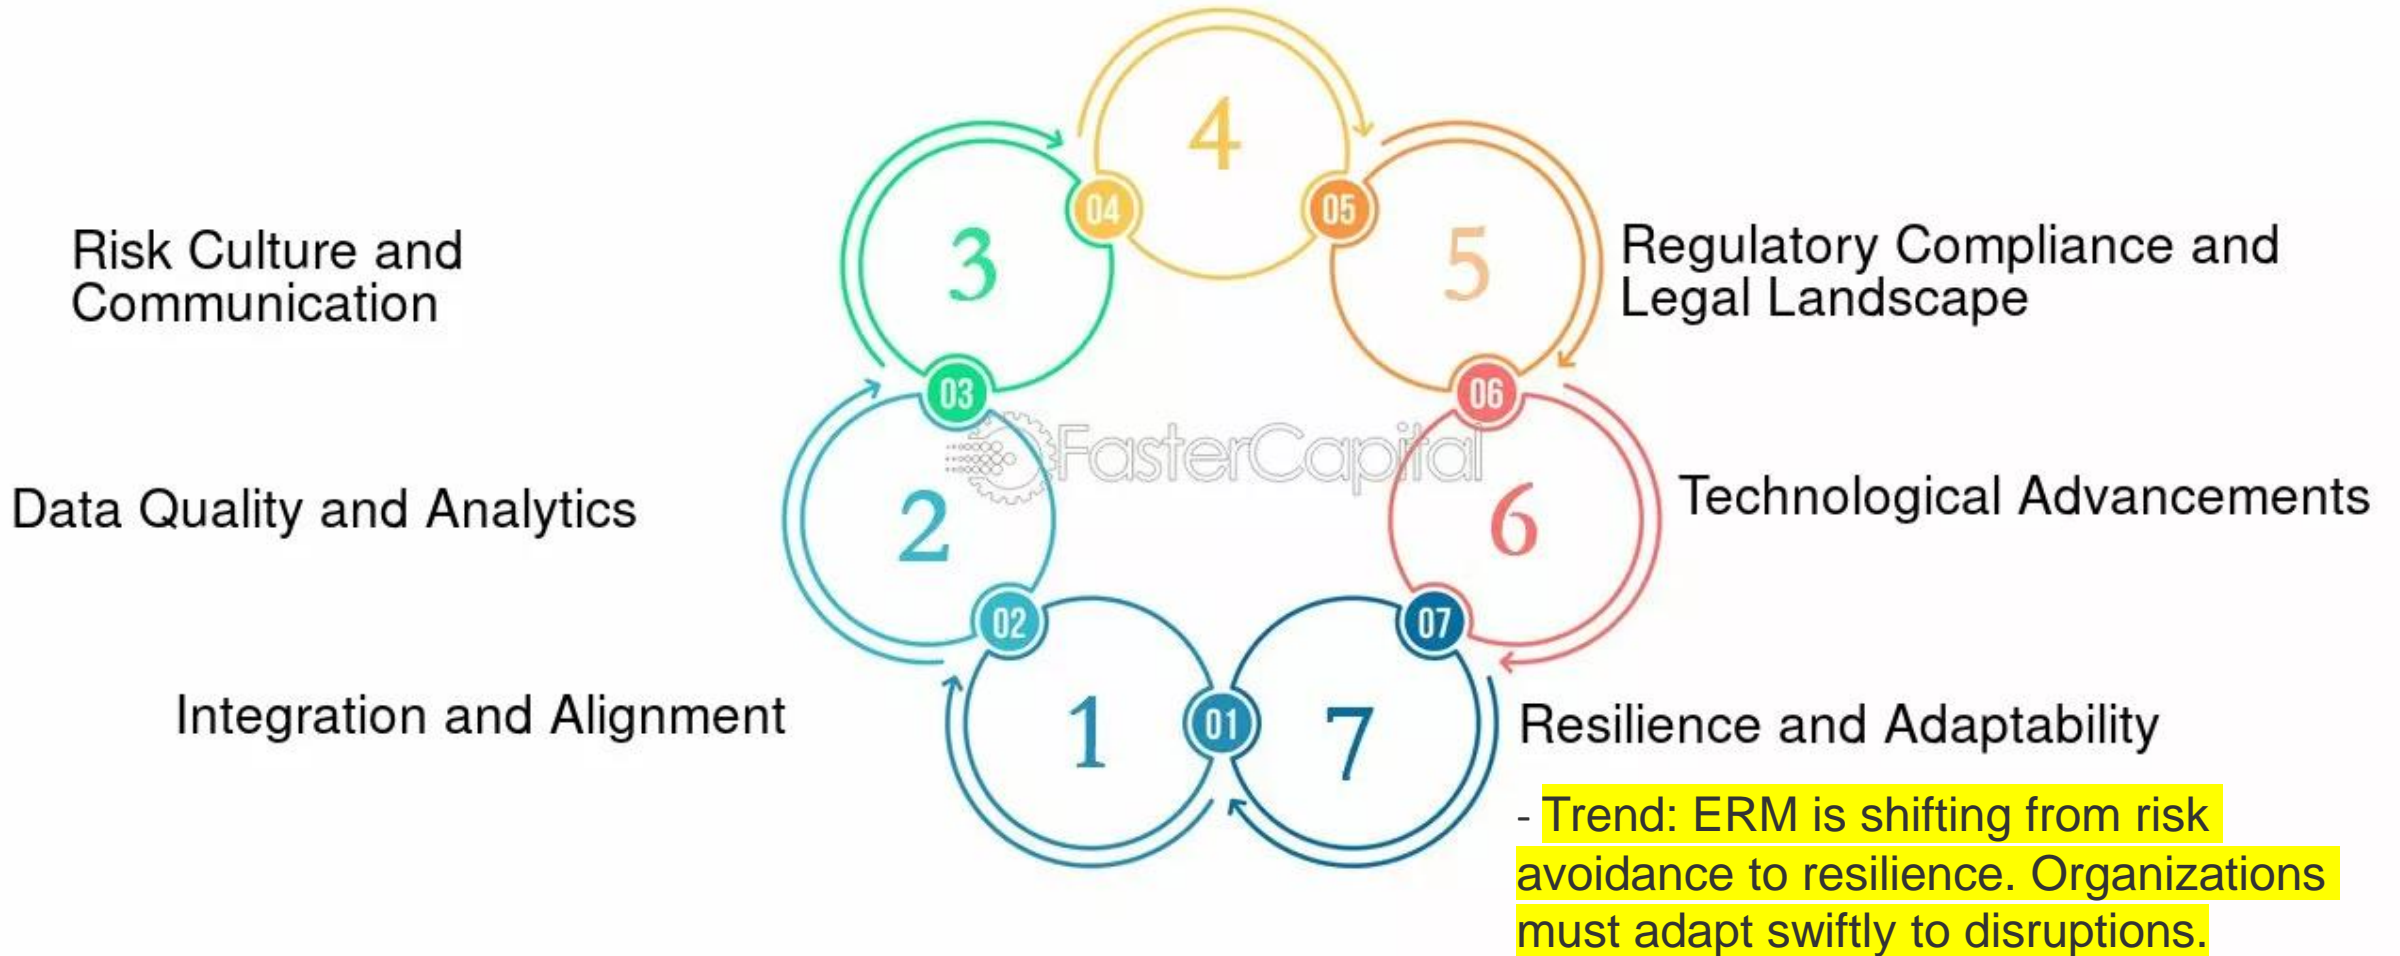 4
04
05
3
5
Risk Culture and
Communication
Regulatory Compliance and
Legal Landscape
03
06
FasterCapital
2
6
Data Quality and Analytics
Technological Advancements
02
07
1
01
7
Integration and Alignment
Resilience and Adaptability
- Trend: ERM is shifting from risk
avoidance to resilience. Organizations
must adapt swiftly to disruptions.